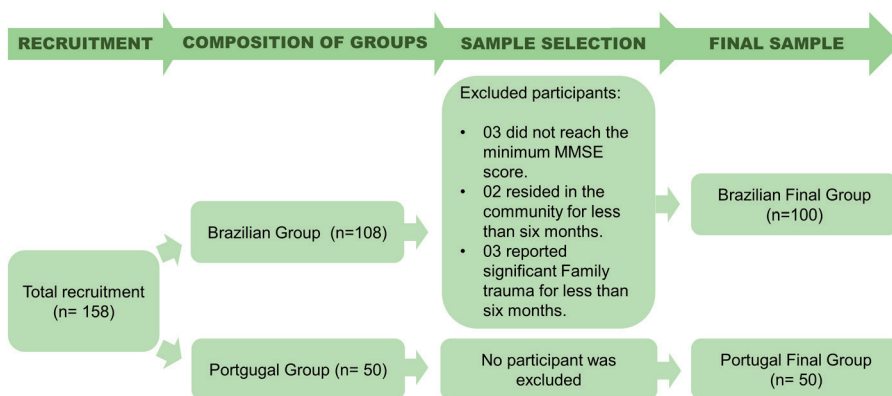 RECRUITMENT
COMPOSITION OF GROUPS
SAMPLE SELECTION
FINAL SAMPLE
Total recruitment
(n= 158)
Brazilian Group (n=108)
Excluded participants:
• 03 did not reach the
minimum MMSE
score.
• 02 resided in the
community for less
than six months.
• 03 reported
significant Family
trauma for less than
six months.
Brazilian Final Group
(n=100)
Portgugal Group (n= 50)
No participant was
excluded
Portugal Final Group
(n= 50)